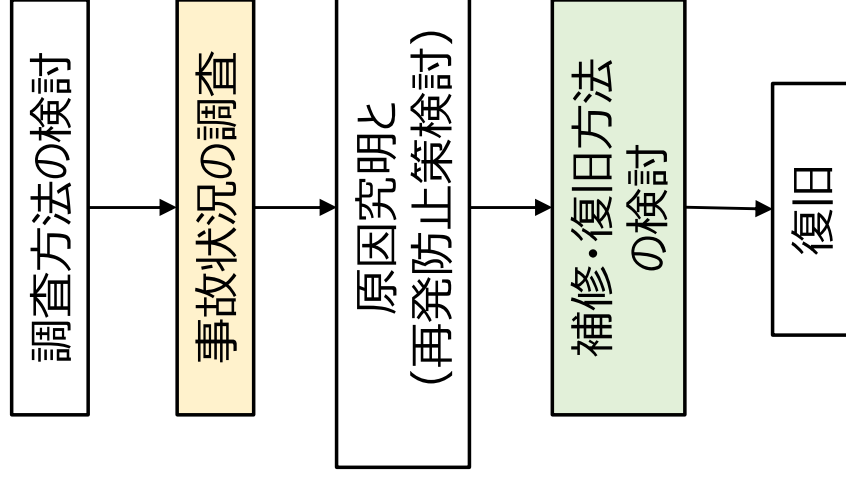 調査方法の検討
事故状況の調査
原因究明と
(再発防止策検討)
補修・復旧方法
の検討
復旧